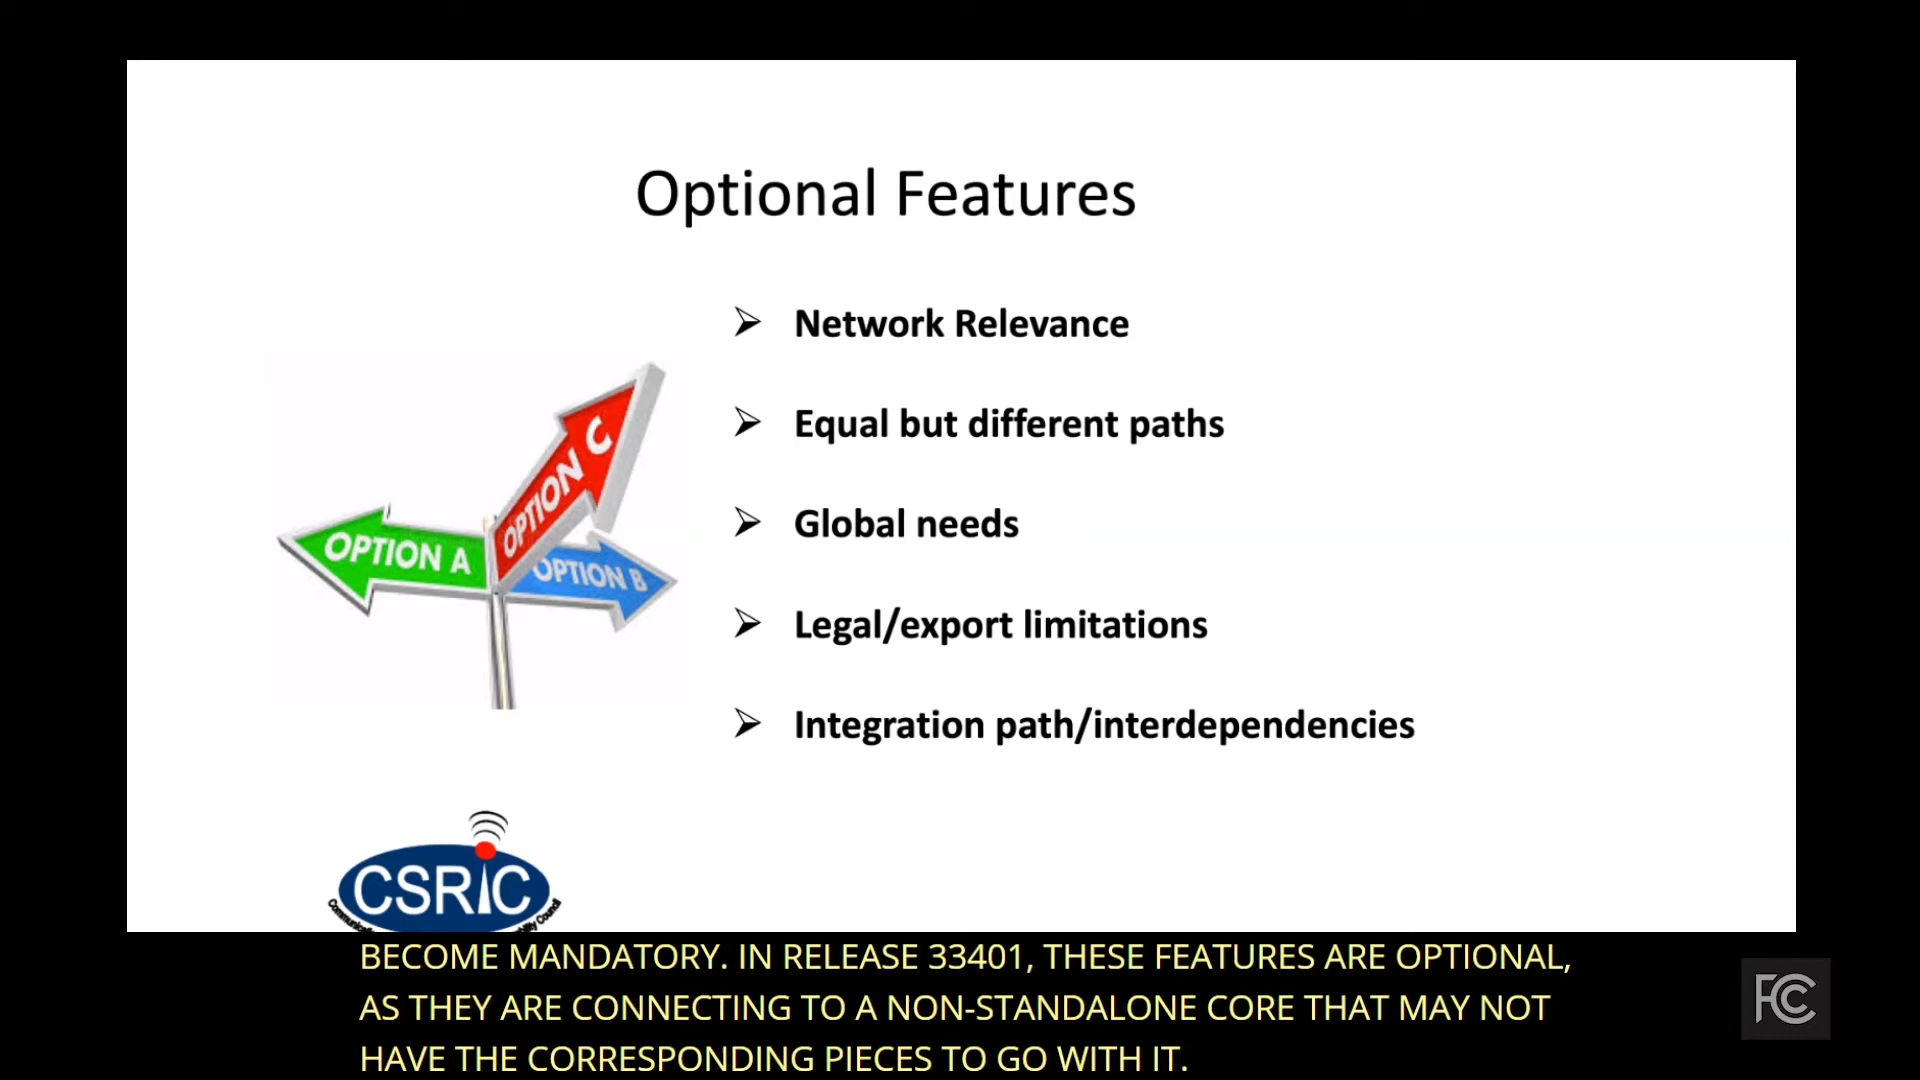 Optional Features
➢ Network Relevance
➢ Equal but different paths
➢ Global needs
➢ Legal/export limitations
➢ Integration path/interdependencies
OPTION C
OPTION A
OPTION B
CSRIC
BECOME MANDATORY. IN RELEASE 33401, THESE FEATURES ARE OPTIONAL,
AS THEY ARE CONNECTING TO A NON-STANDALONE CORE THAT MAY NOT
HAVE THE CORRESPONDING PIECES TO GO WITH IT.
FCC